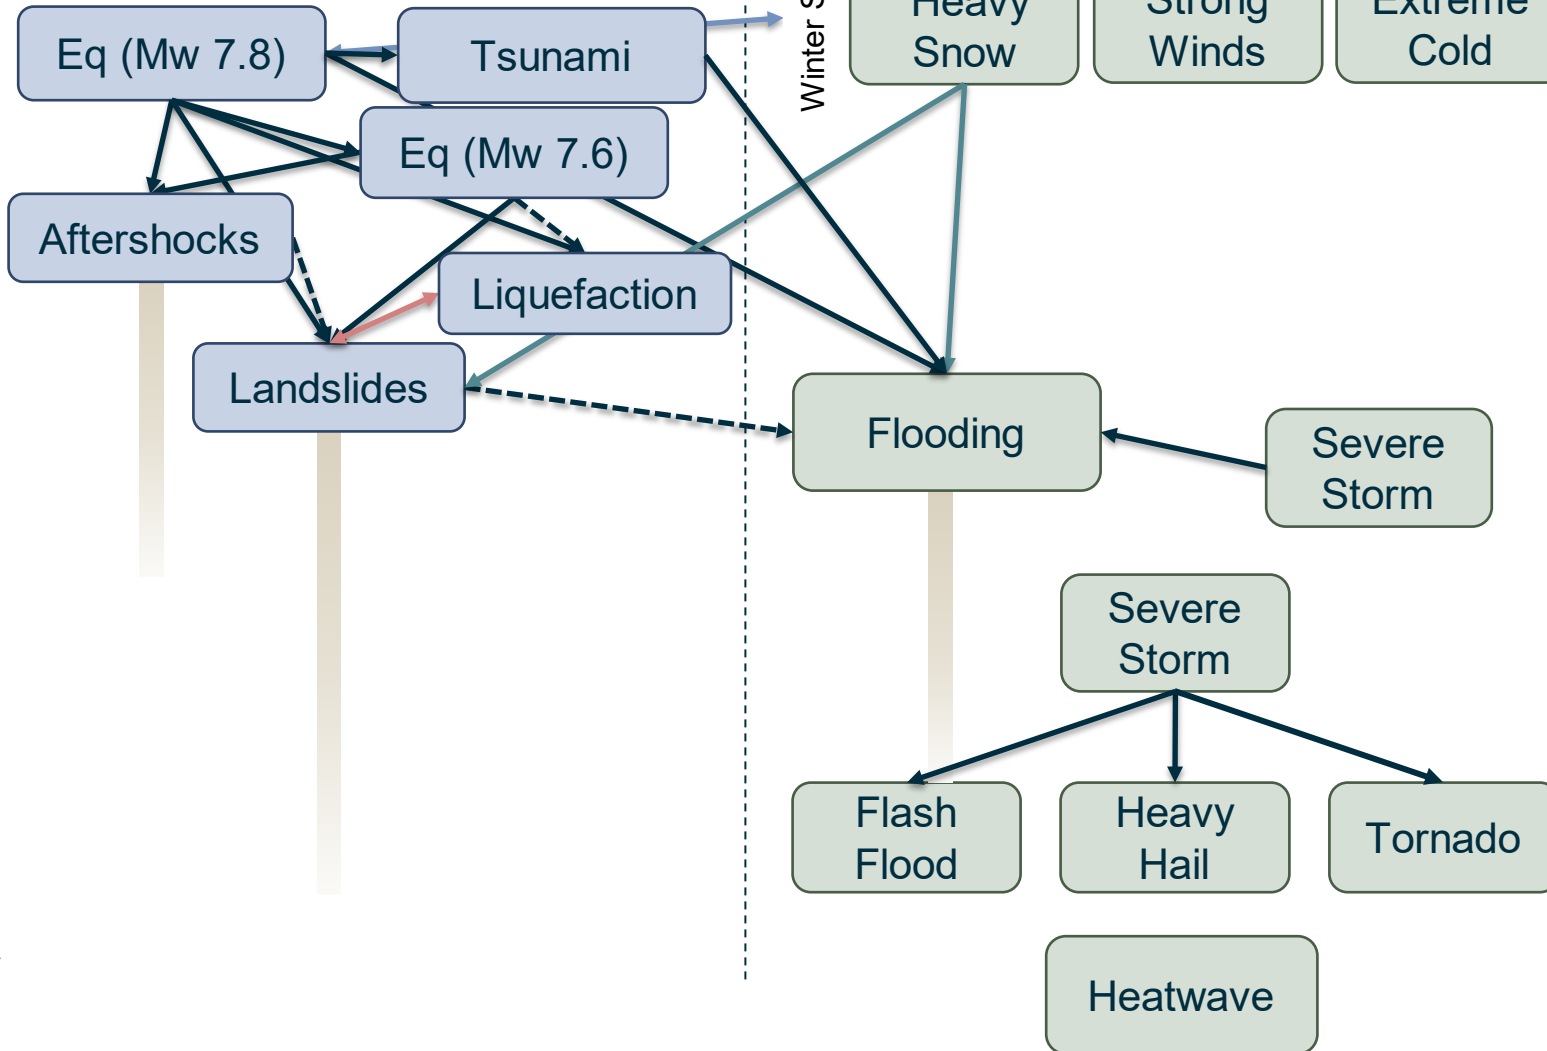 Eq (Mw 7.8)
Tsunami
Winter
Heavy
Snow
Strong
Winds
Extreme
Cold
Eq (Mw 7.6)
Aftershocks
Liquefaction
Landslides
Flooding
Severe
Storm
Severe
Storm
Flash
Flood
Heavy
Hail
Tornado
Heatwave